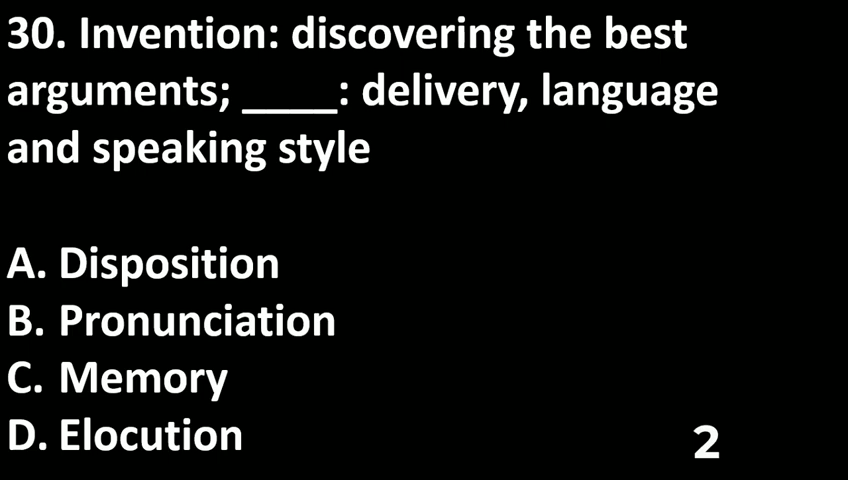 30. Invention: discovering the best
arguments; ____: delivery, language
and speaking style
A. Disposition
B. Pronunciation
C. Memory
D. Elocution
2